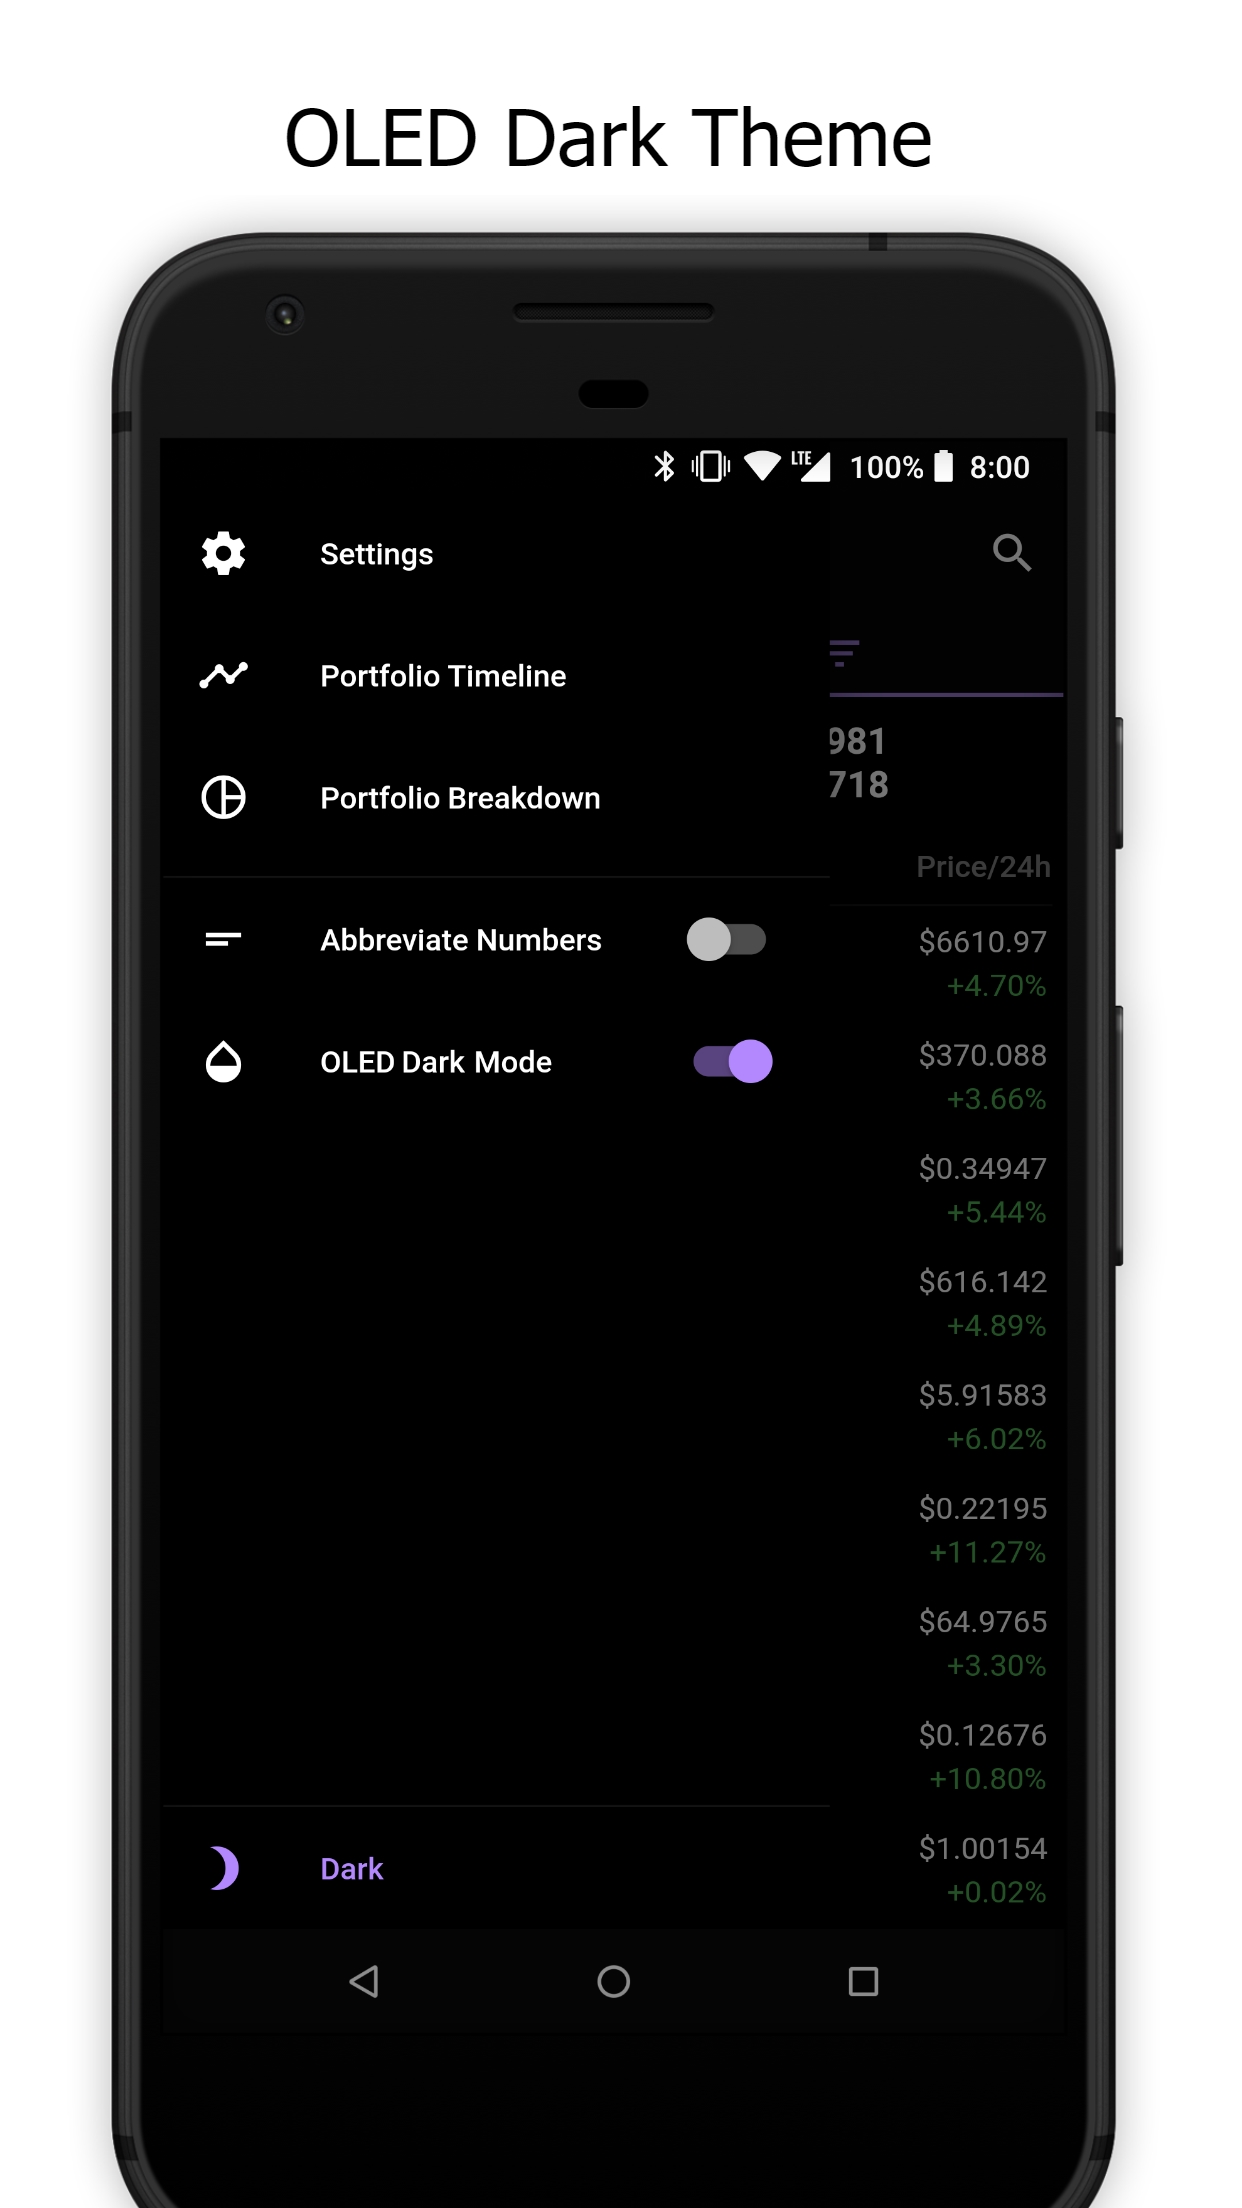 OLED Dark Theme
LTE 100% 8:00
Settings
Portfolio Timeline
981
718
Portfolio Breakdown
Price/24h
Abbreviate Numbers
$6610.97
+4.70%
OLED Dark Mode
$370.088
+3.66%
$0.34947
+5.44%
$616.142
+4.89%
$5.91583
+6.02%
$0.22195
+11.27%
$64.9765
+3.30%
$0.12676
+10.80%
Dark
$1.00154
+0.02%